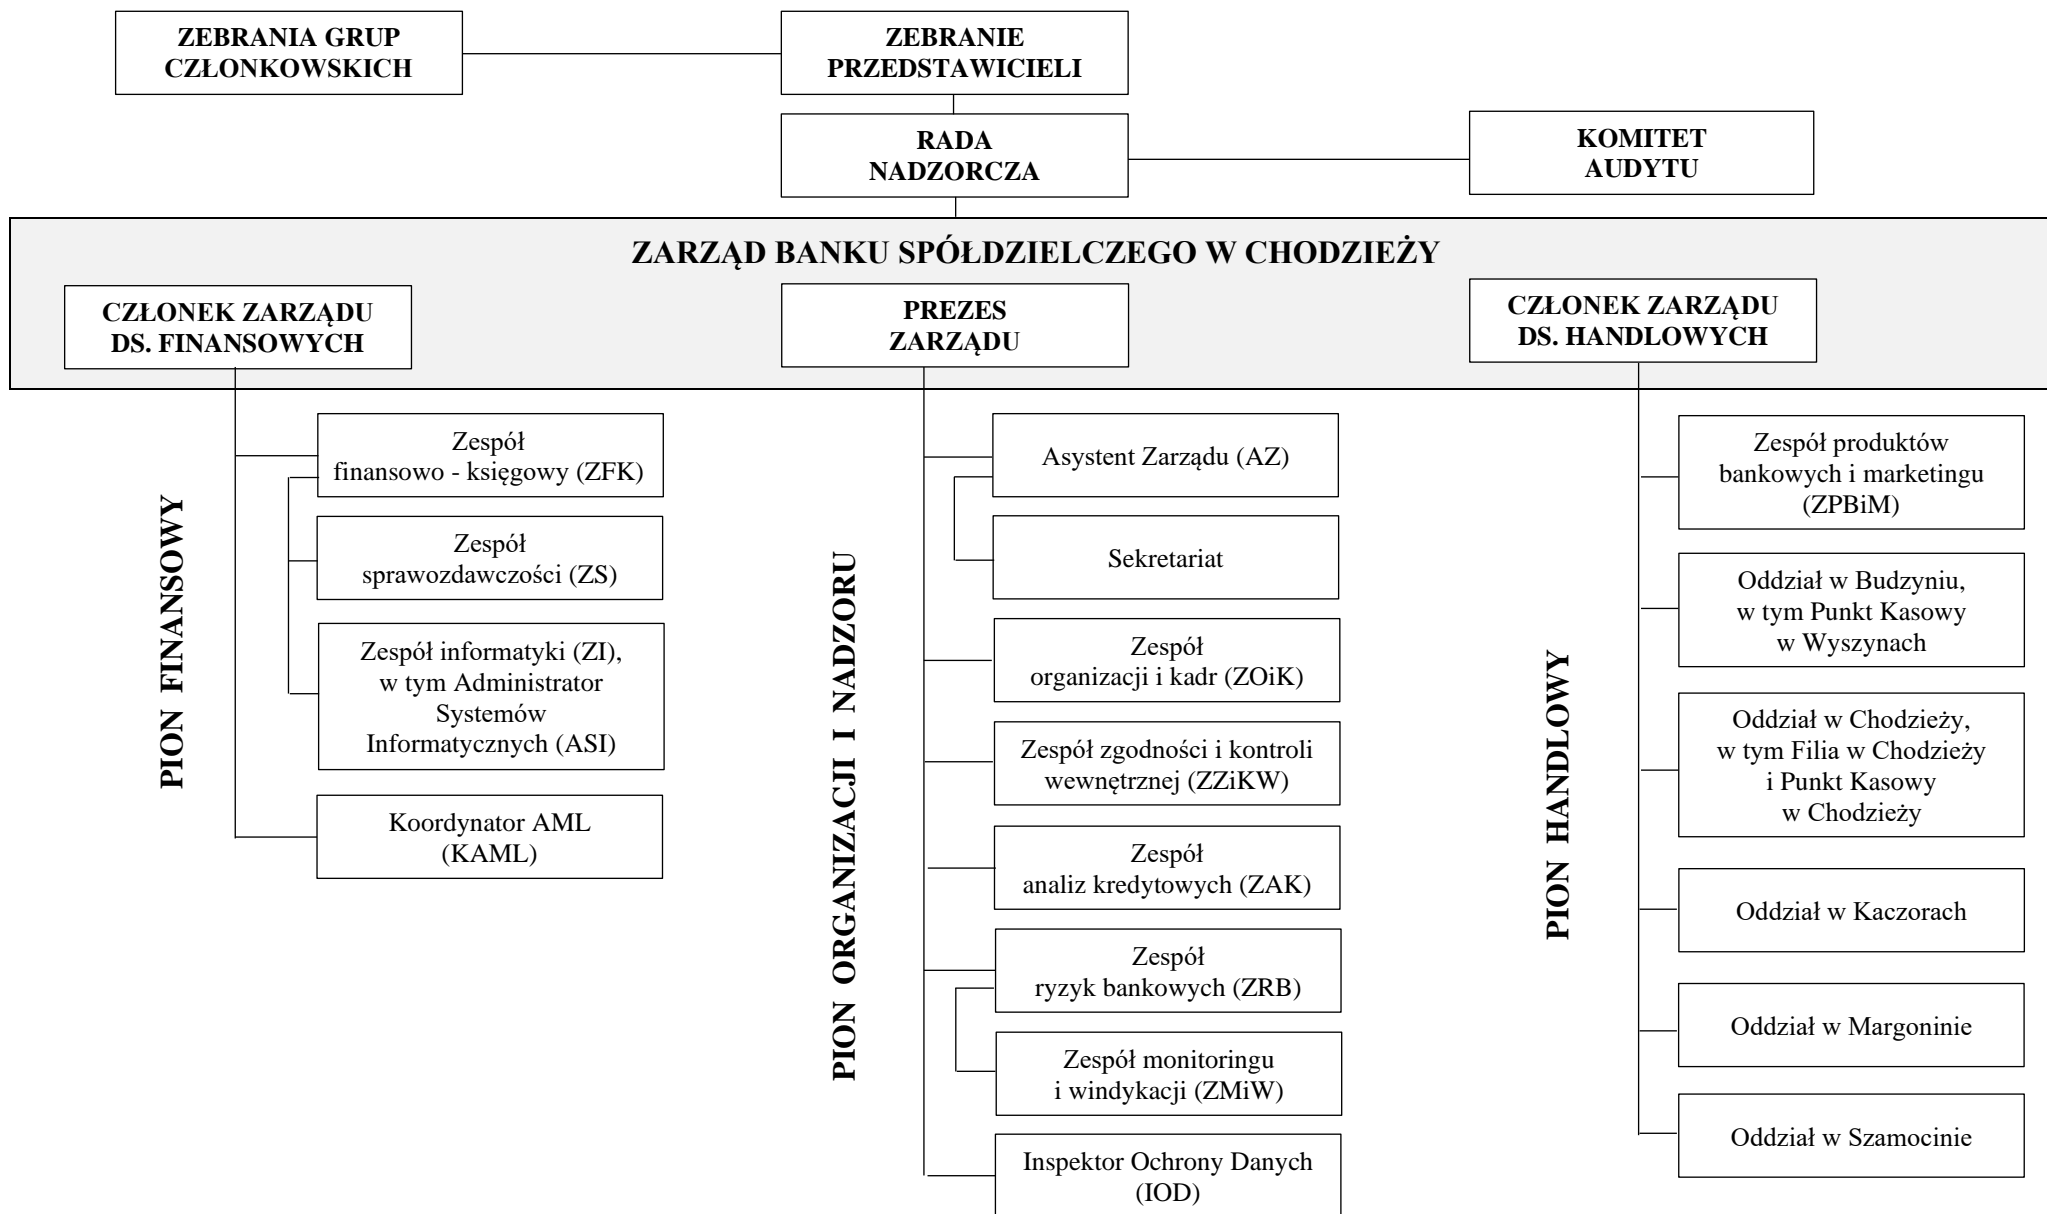 ZEBRANIA GRUP
CZŁONKOWSKICH
ZEBRANIE
PRZEDSTAWICIELI
RADA
NADZORCZA
KOMITET
AUDYTU
ZARZĄD BANKU SPÓŁDZIELCZEGO W CHODZIEŻY
CZŁONEK ZARZĄDU
DS. FINANSOWYCH
PREZES
ZARZĄDU
CZŁONEK ZARZĄDU
DS. HANDLOWYCH
PION FINANSOWY
Zespół
finansowo - księgowy (ZFK)
Zespół
sprawozdawczości (ZS)
Zespół informatyki (ZI),
w tym Administrator
Systemów
Informatycznych (ASI)
Koordynator AML
(KAML)
PION ORGANIZACJI I NADZORU
Asystent Zarządu (AZ)
Sekretariat
Zespół
organizacji i kadr (ZOiK)
Zespół zgodności i kontroli
wewnętrznej (ZZiKW)
Zespół
analiz kredytowych (ZAK)
Zespół
ryzyk bankowych (ZRB)
Zespół monitoringu
i windykacji (ZMiW)
Inspektor Ochrony Danych
(IOD)
PION HANDLOWY
Zespół produktów
bankowych i marketingu
(ZPBiM)
Oddział w Budzyniu,
w tym Punkt Kasowy
w Wyszynach
Oddział w Chodzieży,
w tym Filia w Chodzieży
i Punkt Kasowy
w Chodzieży
Oddział w Kaczorach
Oddział w Margoninie
Oddział w Szamocinie